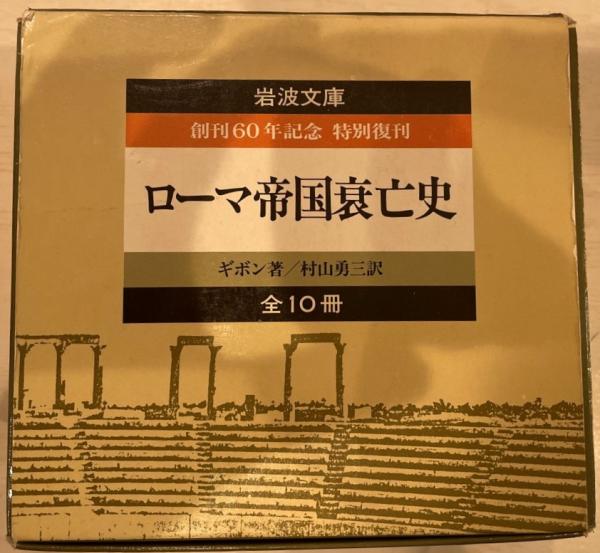 岩波文庫
創刊60年記念 特別復刊
ローマ帝国衰亡史
ギボン著/村山勇三訳
全10冊